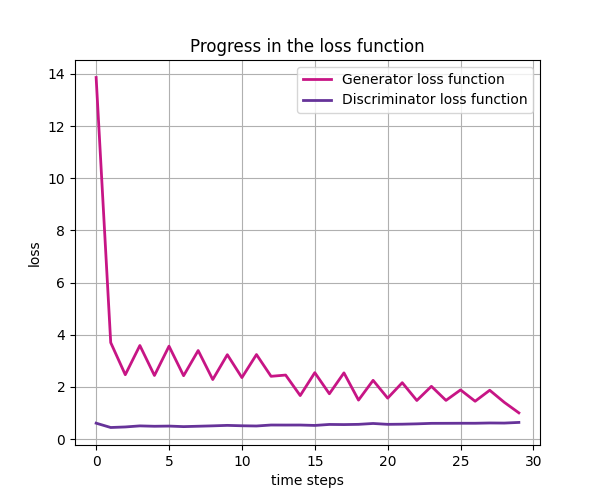 Progress in the loss function
Generator loss function
Discriminator loss function
14
12
10
8
6
4
2
0
loss
0 5 10 15 20 25 30
time steps